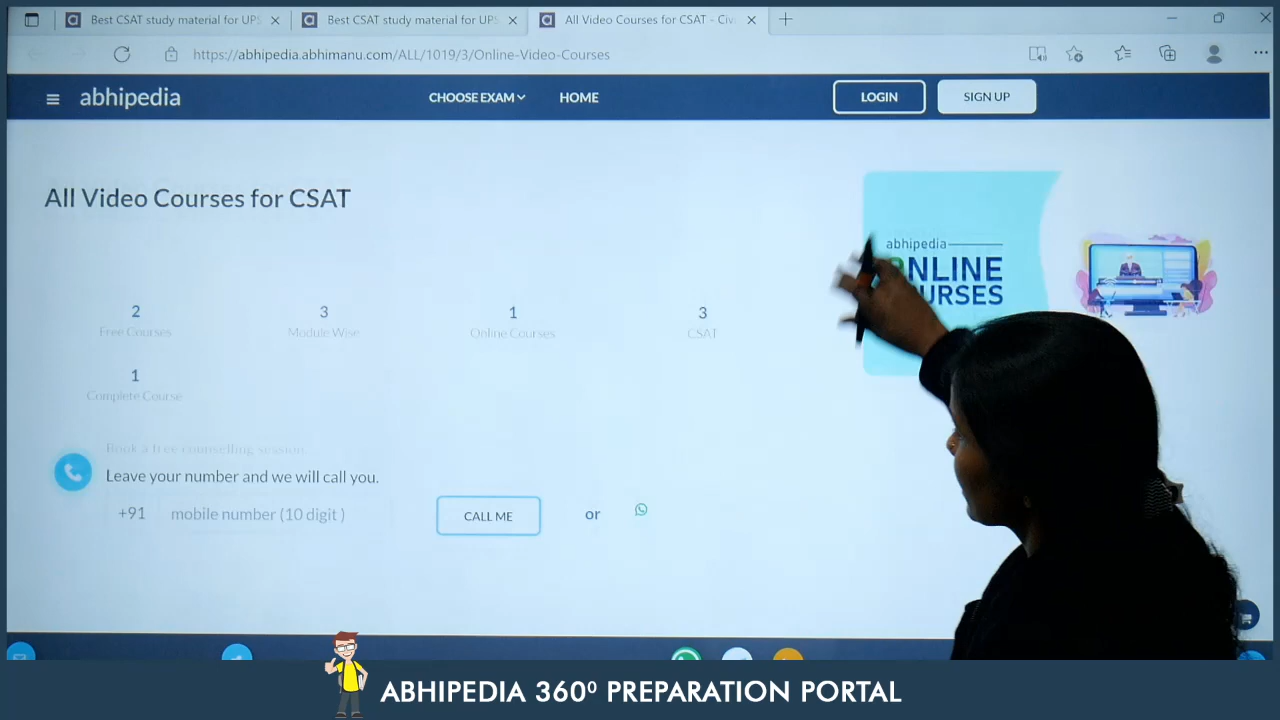 Best CSAT study material for UPS
Best CSAT study material for UPS
All Video Courses for CSAT - Civi
https://abhipedia.abhimanu.com/ALL/1019/3/Online-Video-Courses
abhipedia
CHOOSE EXAM
HOME
LOGIN
SIGN UP
All Video Courses for CSAT
abhipedia
ONLINE
COURSES
2
Free Courses
3
Module Wise
1
Online Courses
3
CSAT
1
Complete Course
Book a free counselling session.
Leave your number and we will call you.
+91
mobile number (10 digit )
CALL ME
or
ABHIPEDIA 360⁰ PREPARATION PORTAL